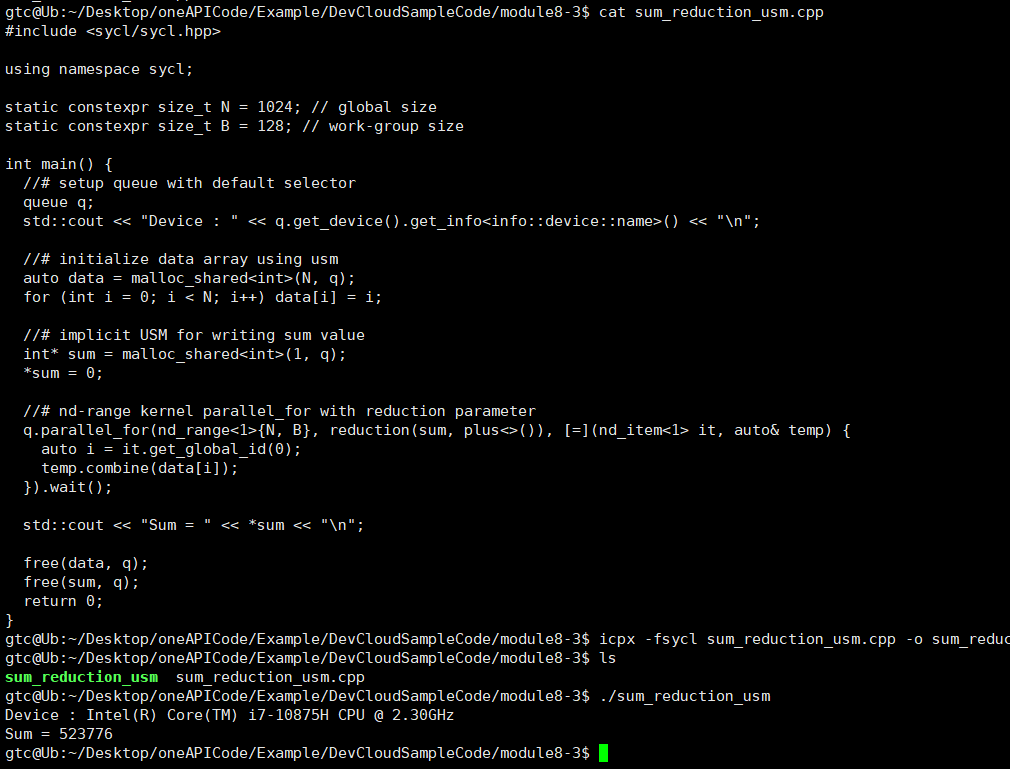 gtc@Ub:~/Desktop/oneAPICode/Example/DevCloudSampleCode/module8-3$ cat sum_reduction_usm.cpp
#include <sycl/sycl.hpp>

using namespace sycl;

static constexpr size_t N = 1024; // global size
static constexpr size_t B = 128; // work-group size

int main() {
  //# setup queue with default selector
  queue q;
  std::cout << "Device : " << q.get_device().get_info<info::device::name>() << "\n";

  //# initialize data array using usm
  auto data = malloc_shared<int>(N, q);
  for (int i = 0; i < N; i++) data[i] = i;

  //# implicit USM for writing sum value
  int* sum = malloc_shared<int>(1, q);
  *sum = 0;

  //# nd-range kernel parallel_for with reduction parameter
  q.parallel_for(nd_range<1>{N, B}, reduction(sum, plus<>()), [=](nd_item<1> it, auto& temp) {
    auto i = it.get_global_id(0);
    temp.combine(data[i]);
  }).wait();

  std::cout << "Sum = " << *sum << "\n";

  free(data, q);
  free(sum, q);
  return 0;
}
gtc@Ub:~/Desktop/oneAPICode/Example/DevCloudSampleCode/module8-3$ icpx -fsycl sum_reduction_usm.cpp -o sum_reduc
gtc@Ub:~/Desktop/oneAPICode/Example/DevCloudSampleCode/module8-3$ ls
sum_reduction_usm  sum_reduction_usm.cpp
gtc@Ub:~/Desktop/oneAPICode/Example/DevCloudSampleCode/module8-3$ ./sum_reduction_usm
Device : Intel(R) Core(TM) i7-10875H CPU @ 2.30GHz
Sum = 523776
gtc@Ub:~/Desktop/oneAPICode/Example/DevCloudSampleCode/module8-3$